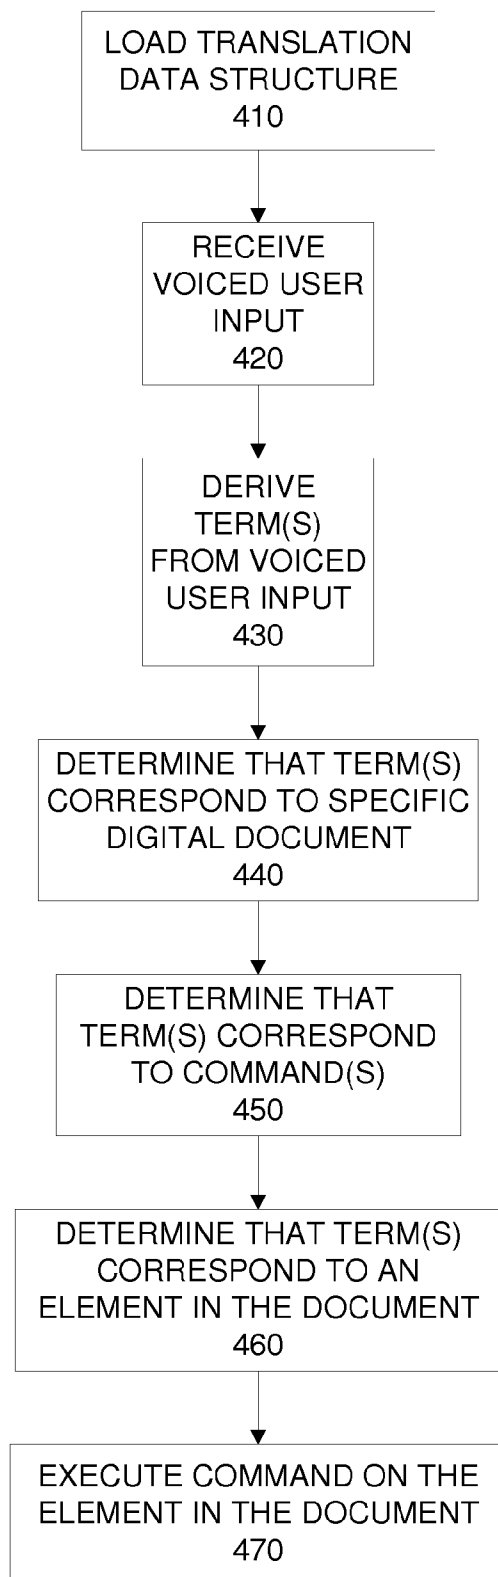 LOAD TRANSLATION
DATA STRUCTURE
410
RECEIVE
VOICED USER
INPUT
420
DERIVE
TERM(S)
FROM VOICED
USER INPUT
430
DETERMINE THAT TERM(S)
CORRESPOND TO SPECIFIC
DIGITAL DOCUMENT
440
DETERMINE THAT
TERM(S) CORRESPOND
TO COMMAND(S)
450
DETERMINE THAT TERM(S)
CORRESPOND TO AN
ELEMENT IN THE DOCUMENT
460
EXECUTE COMMAND ON THE
ELEMENT IN THE DOCUMENT
470